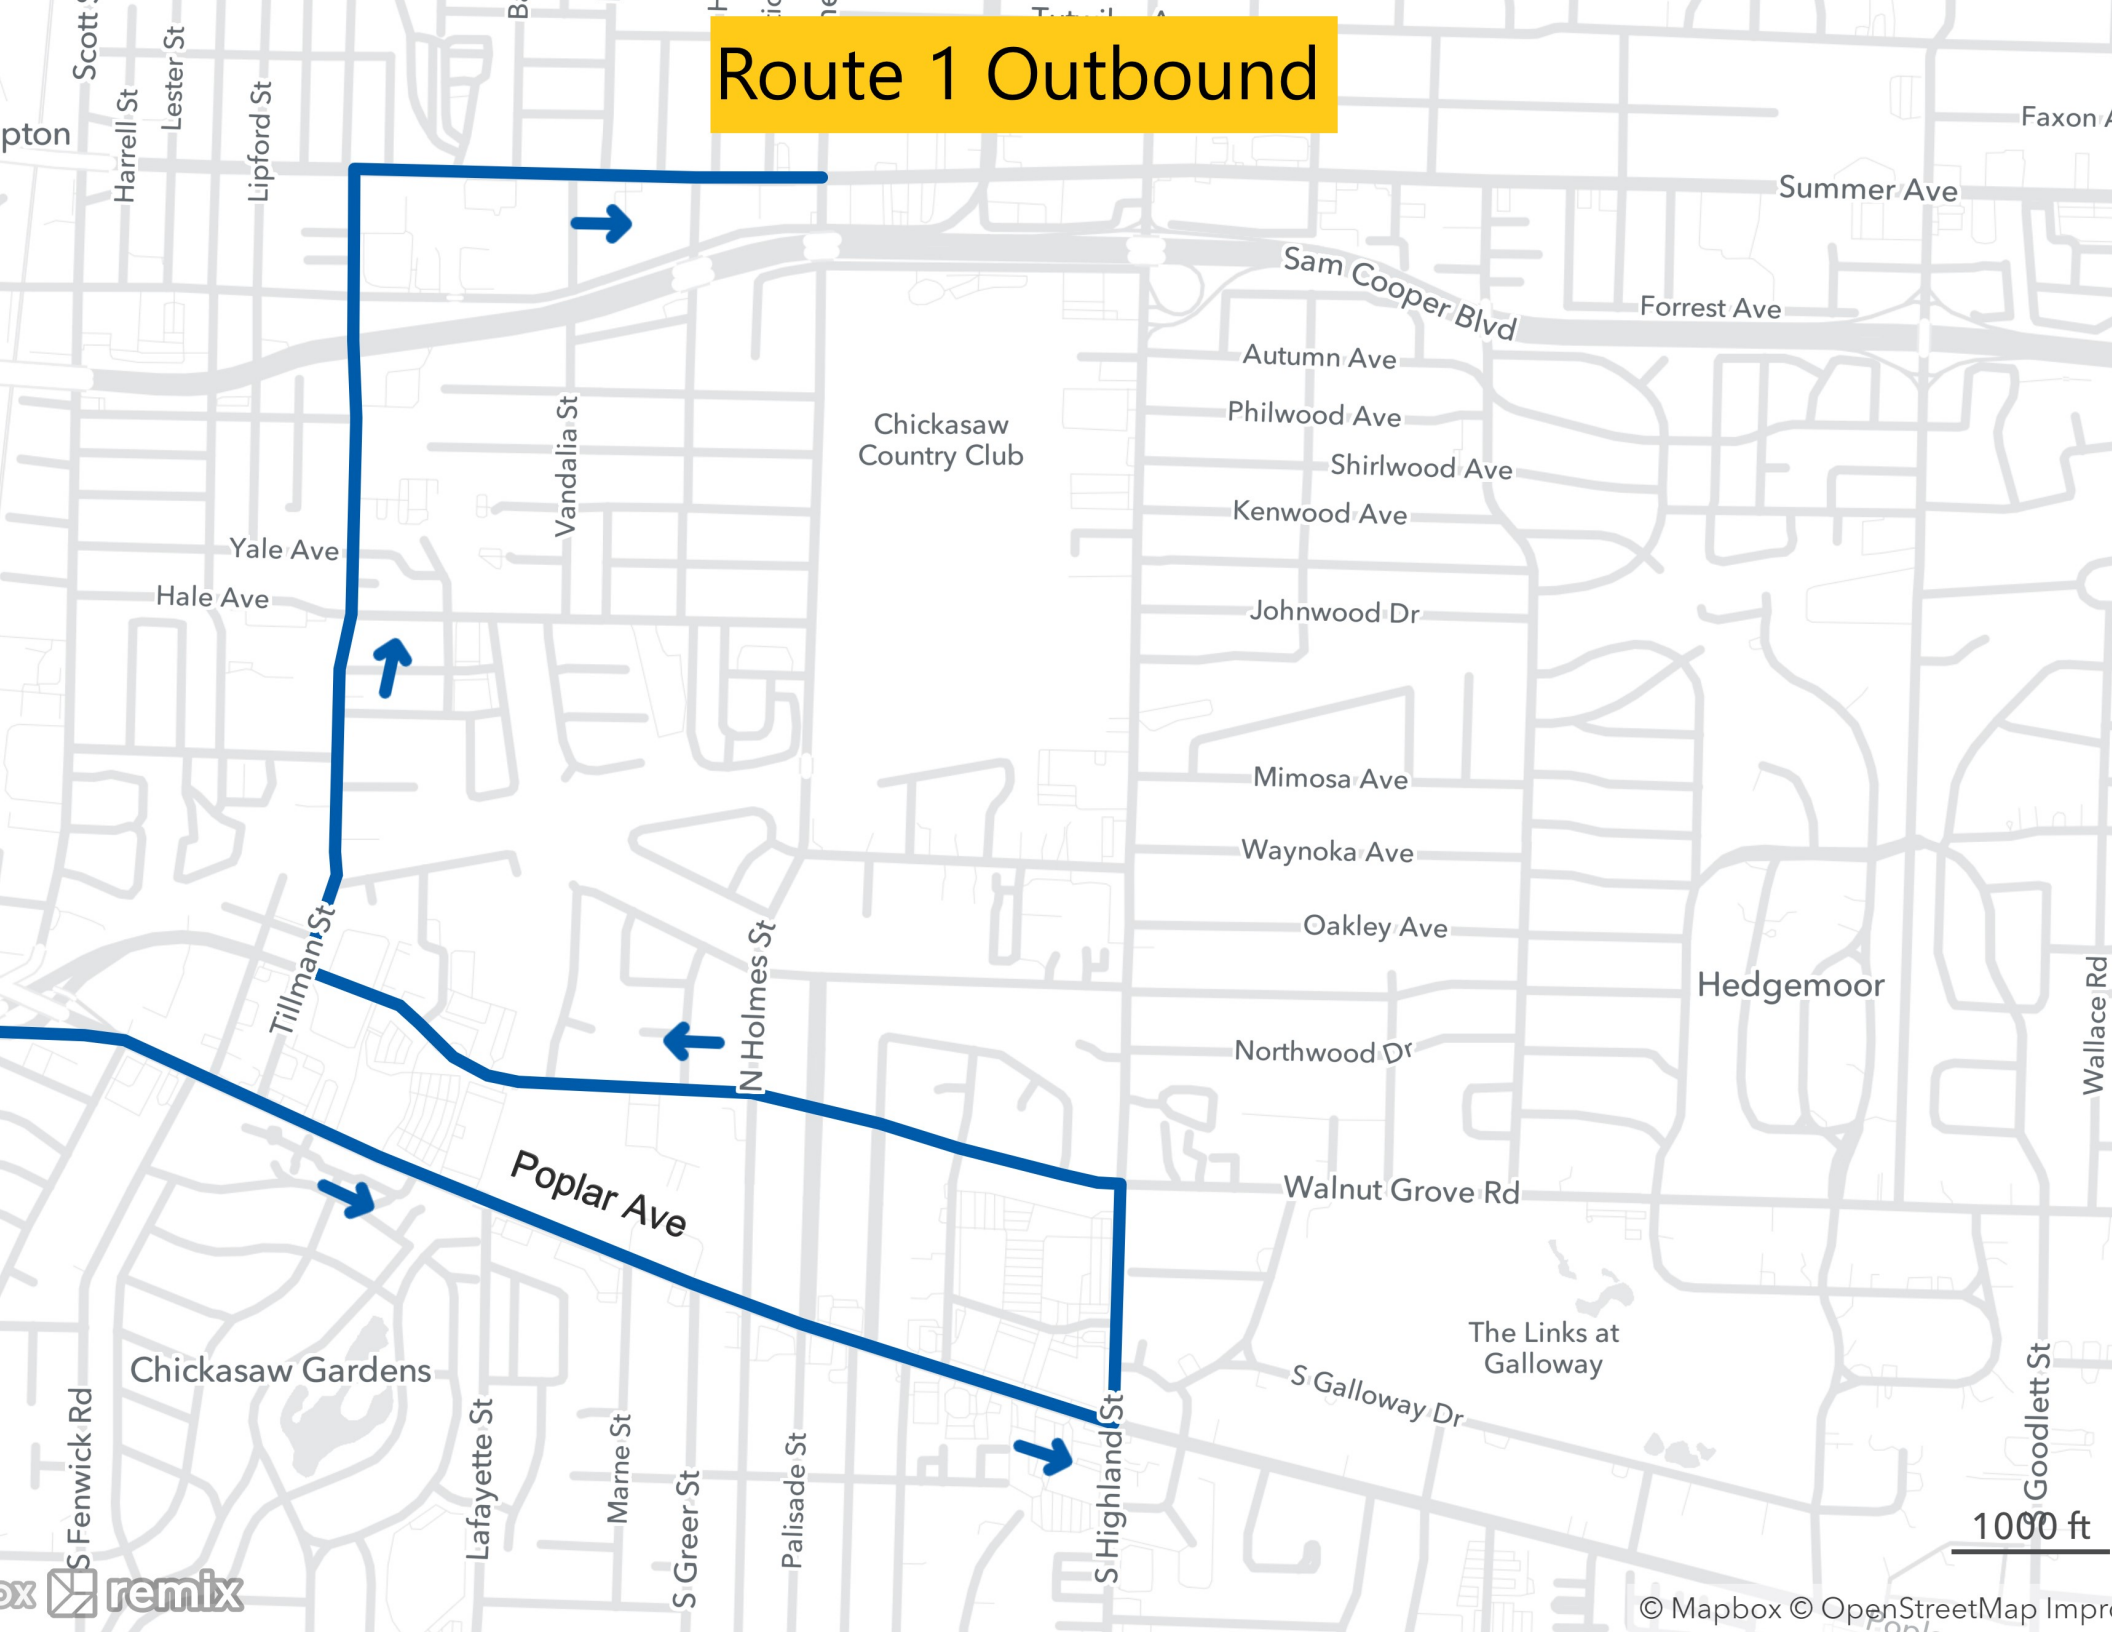 Route 1 Outbound
Scott
Harrell St
Lester St
Lipford St
pton
Faxon
Summer Ave
Sam Cooper Blvd
Forrest Ave
Autumn Ave
Philwood Ave
Shirlwood Ave
Kenwood Ave
Chickasaw
Country Club
Vandalia St
Yale Ave
Hale Ave
Johnwood Dr
Mimosa Ave
Waynoka Ave
Oakley Ave
Tillman St
N Holmes St
Hedgemoor
Wallace Rd
Northwood Dr
Poplar Ave
Walnut Grove Rd
The Links at
Galloway
S Galloway Dr
Chickasaw Gardens
S Fenwick Rd
Lafayette St
Marne St
S Greer St
Palisade St
S Highland St
S Goodlett St
1000 ft
ox remix
© Mapbox © OpenStreetMap Impr